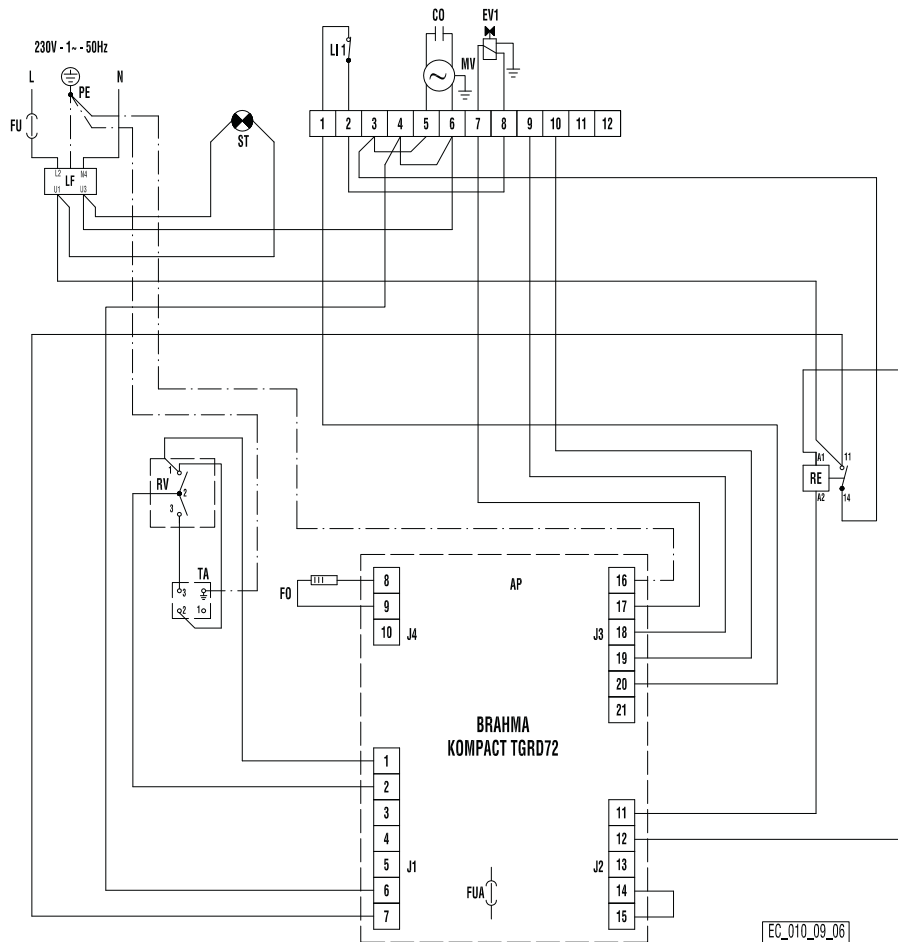 230V - 1~ - 50Hz
L
N
PE
FU
L2 N4
LF
U1 U3
ST
LI 1
CO
MV
EV1
1 2 3 4 5 6 7 8 9 10 11 12
RV
1
2
3
TA
3
2 1
A1 11
RE
A2 14
FO
8
9
10
J4
AP
16
17
18
19
20
21
J3
BRAHMA
KOMPACT TGRD72
1
2
3
4
5
6
7
J1
FUA
11
12
13
14
15
J2
EC_010_09_06